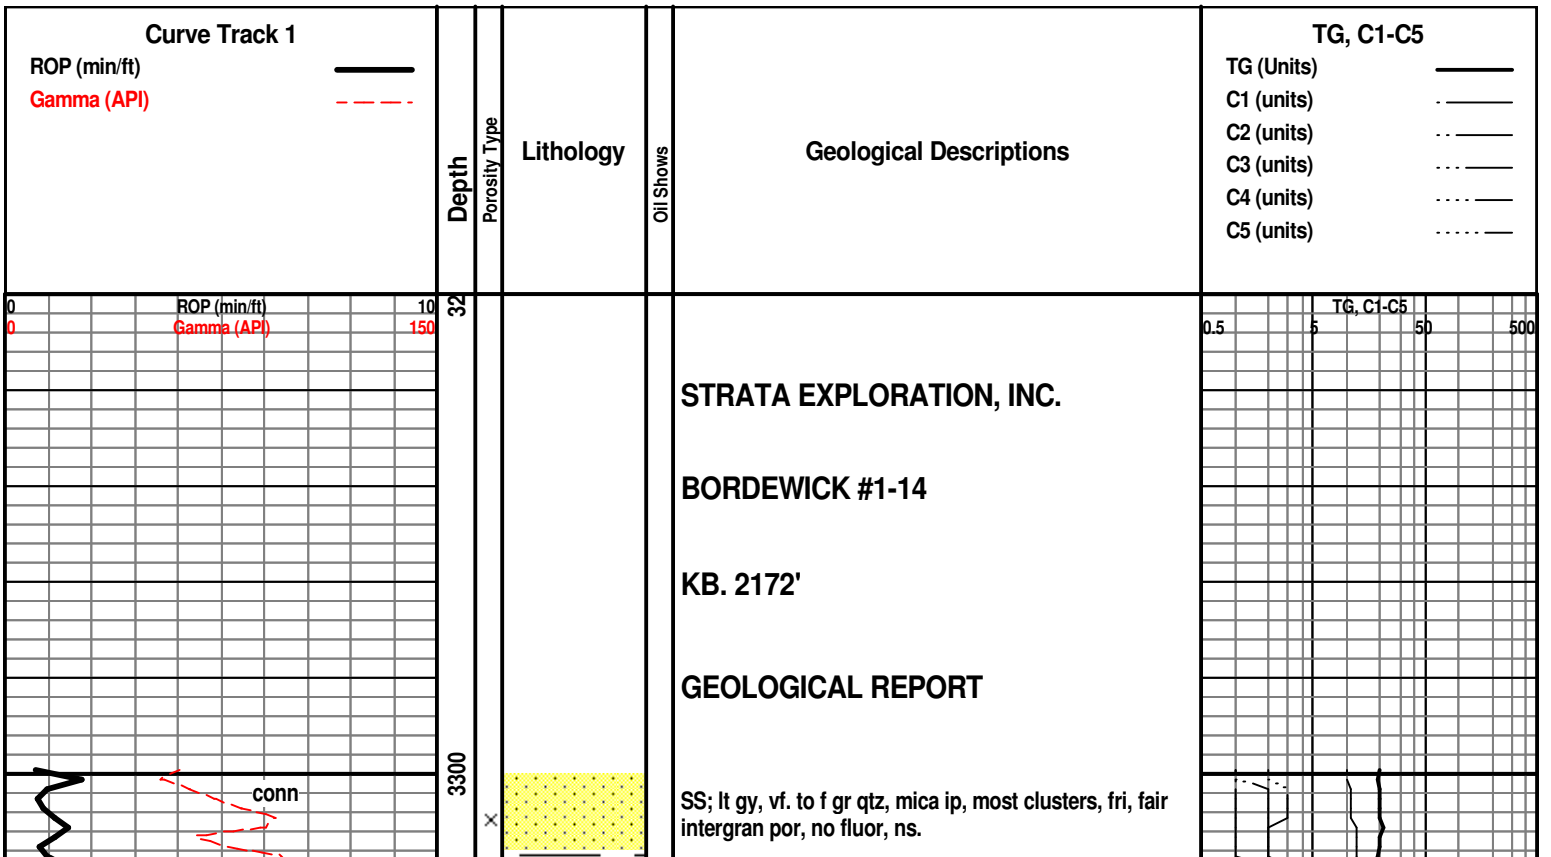 Curve Track 1
ROP (min/ft)
Gamma (API)
Depth
Porosity Type
Lithology
Oil Shows
Geological Descriptions
TG, C1-C5
TG (Units)
C1 (units)
C2 (units)
C3 (units)
C4 (units)
C5 (units)
0 ROP (min/ft) 10
0 Gamma (API) 150
32
TG, C1-C5
0.5 5 50 500
STRATA EXPLORATION, INC.
BORDEWICK #1-14
KB. 2172'
GEOLOGICAL REPORT
3300
conn
SS; lt gy, vf. to f gr qtz, mica ip, most clusters, fri, fair
intergran por, no fluor, ns.